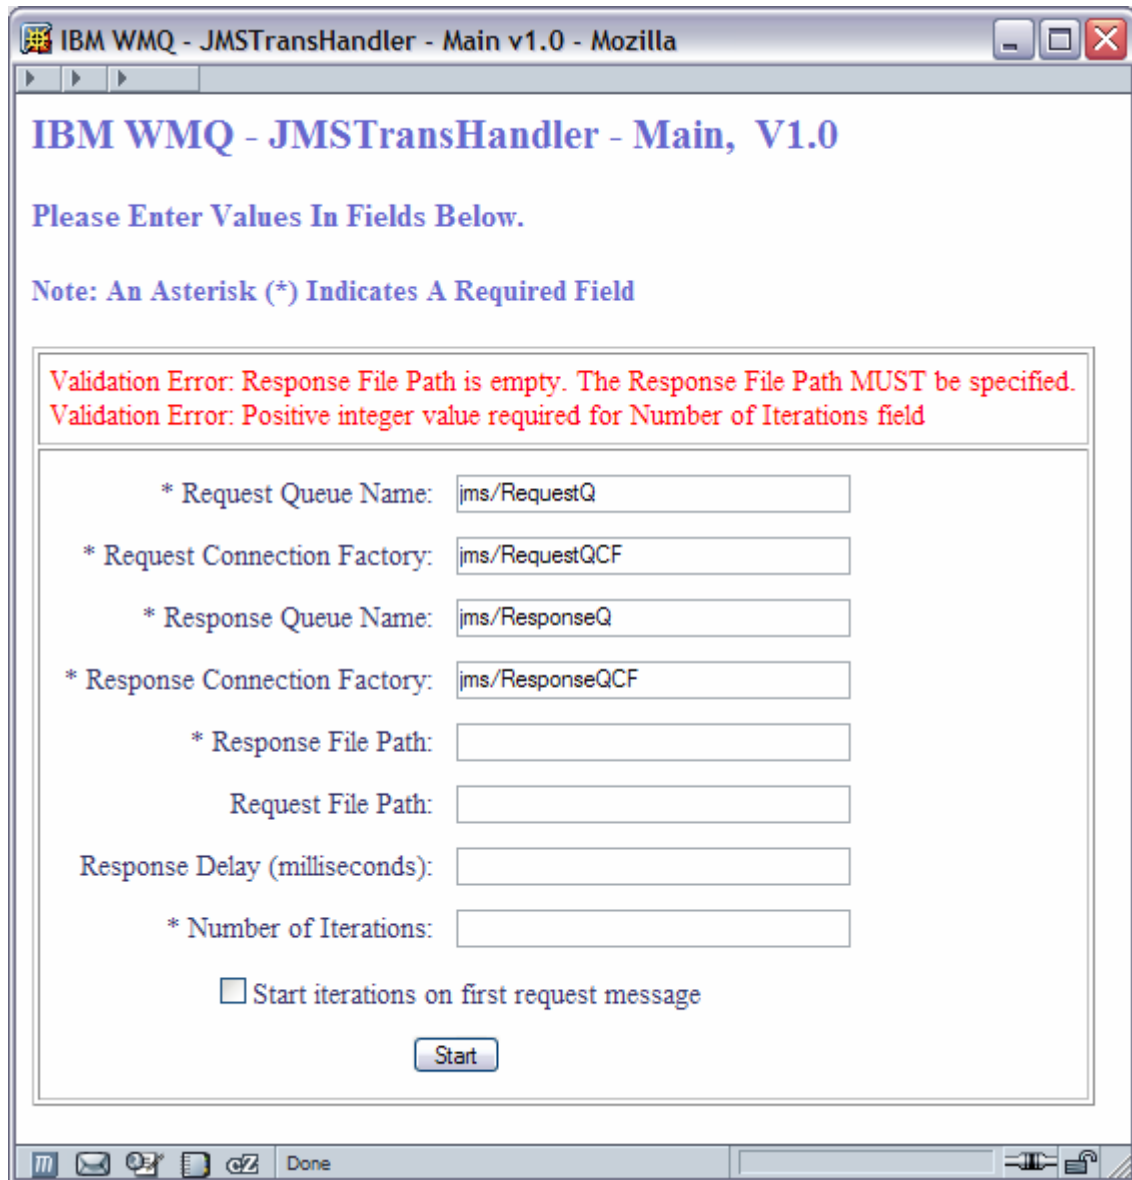 IBM WMQ - JMSTransHandler - Main v1.0 - Mozilla
IBM WMQ - JMSTransHandler - Main, V1.0
Please Enter Values In Fields Below.
Note: An Asterisk (*) Indicates A Required Field
Validation Error: Response File Path is empty. The Response File Path MUST be specified.
Validation Error: Positive integer value required for Number of Iterations field
* Request Queue Name: jms/RequestQ
* Request Connection Factory: jms/RequestQCF
* Response Queue Name: jms/ResponseQ
* Response Connection Factory: jms/ResponseQCF
* Response File Path:
Request File Path:
Response Delay (milliseconds):
* Number of Iterations:
Start iterations on first request message
Start
Done